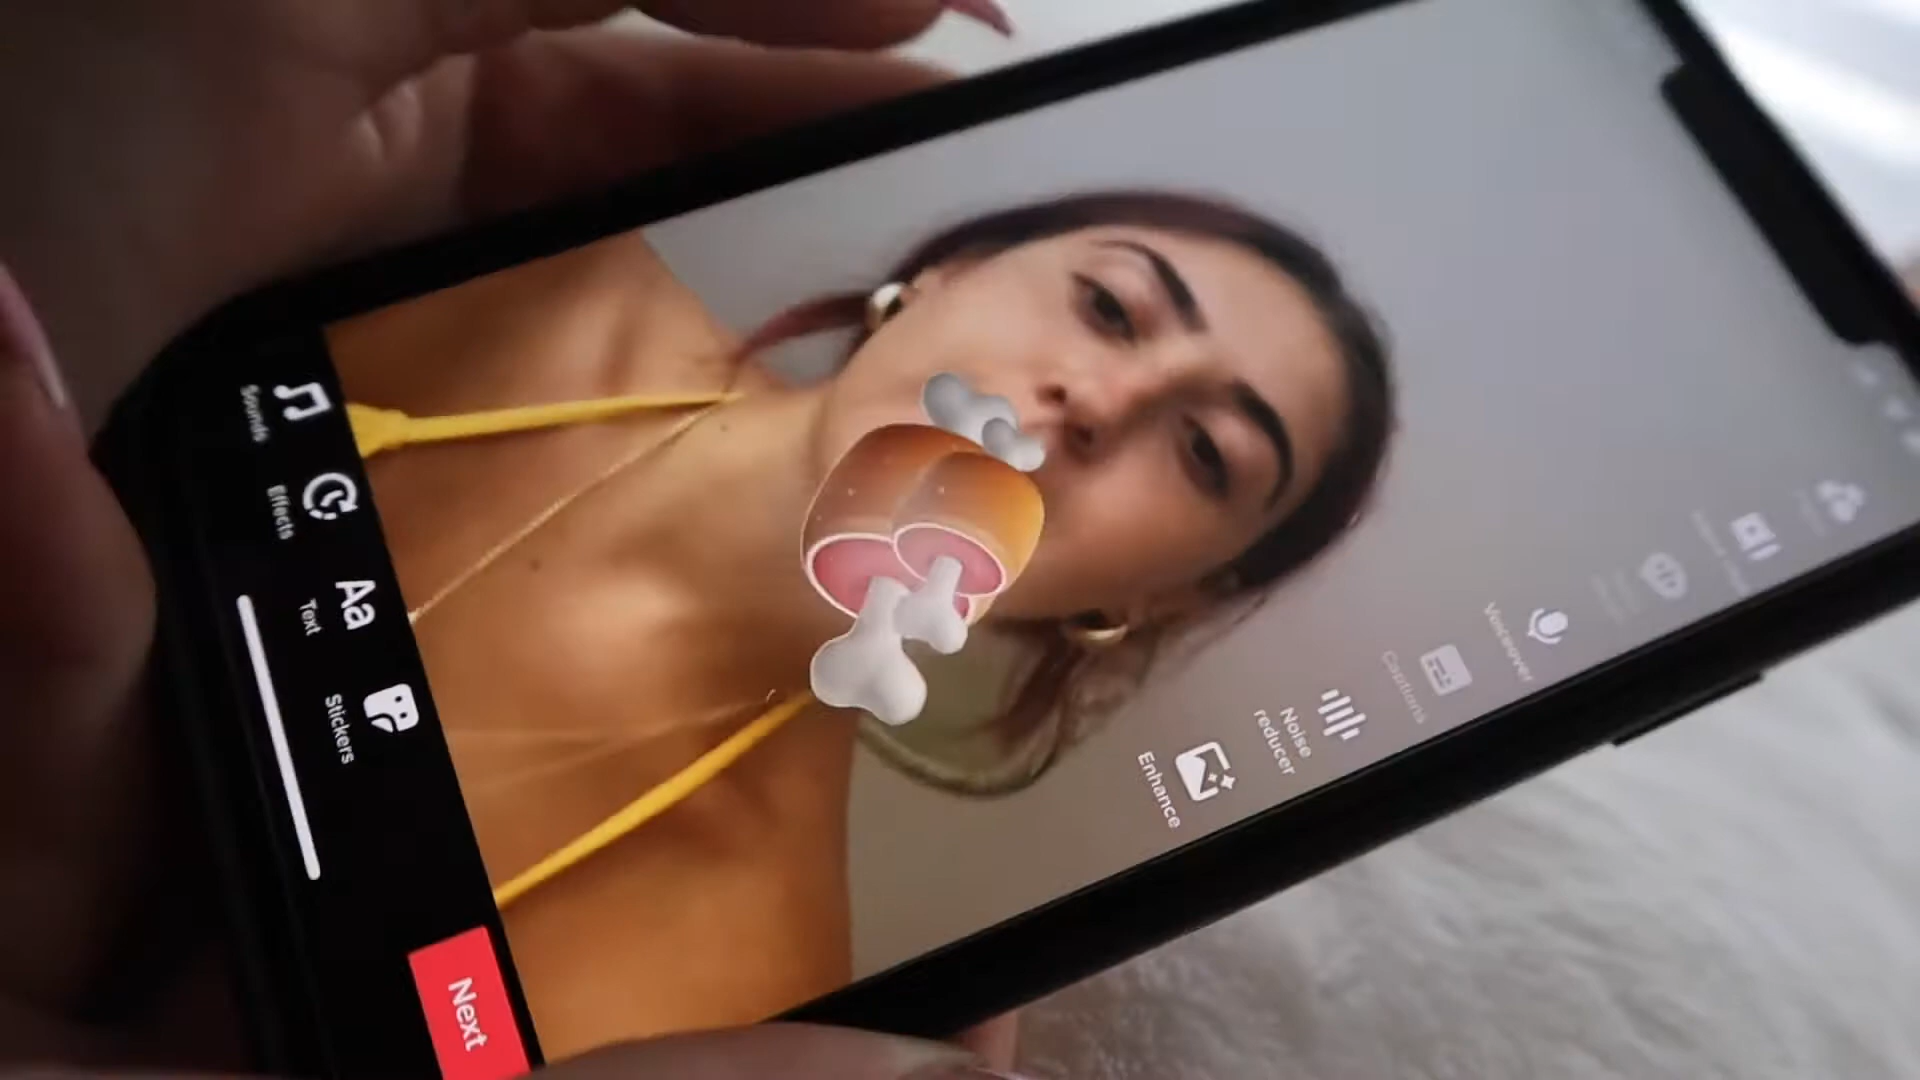 Voiceover
Captions
Noise
reducer
Enhance
Sounds
Effects
Aa
Text
Stickers
Next